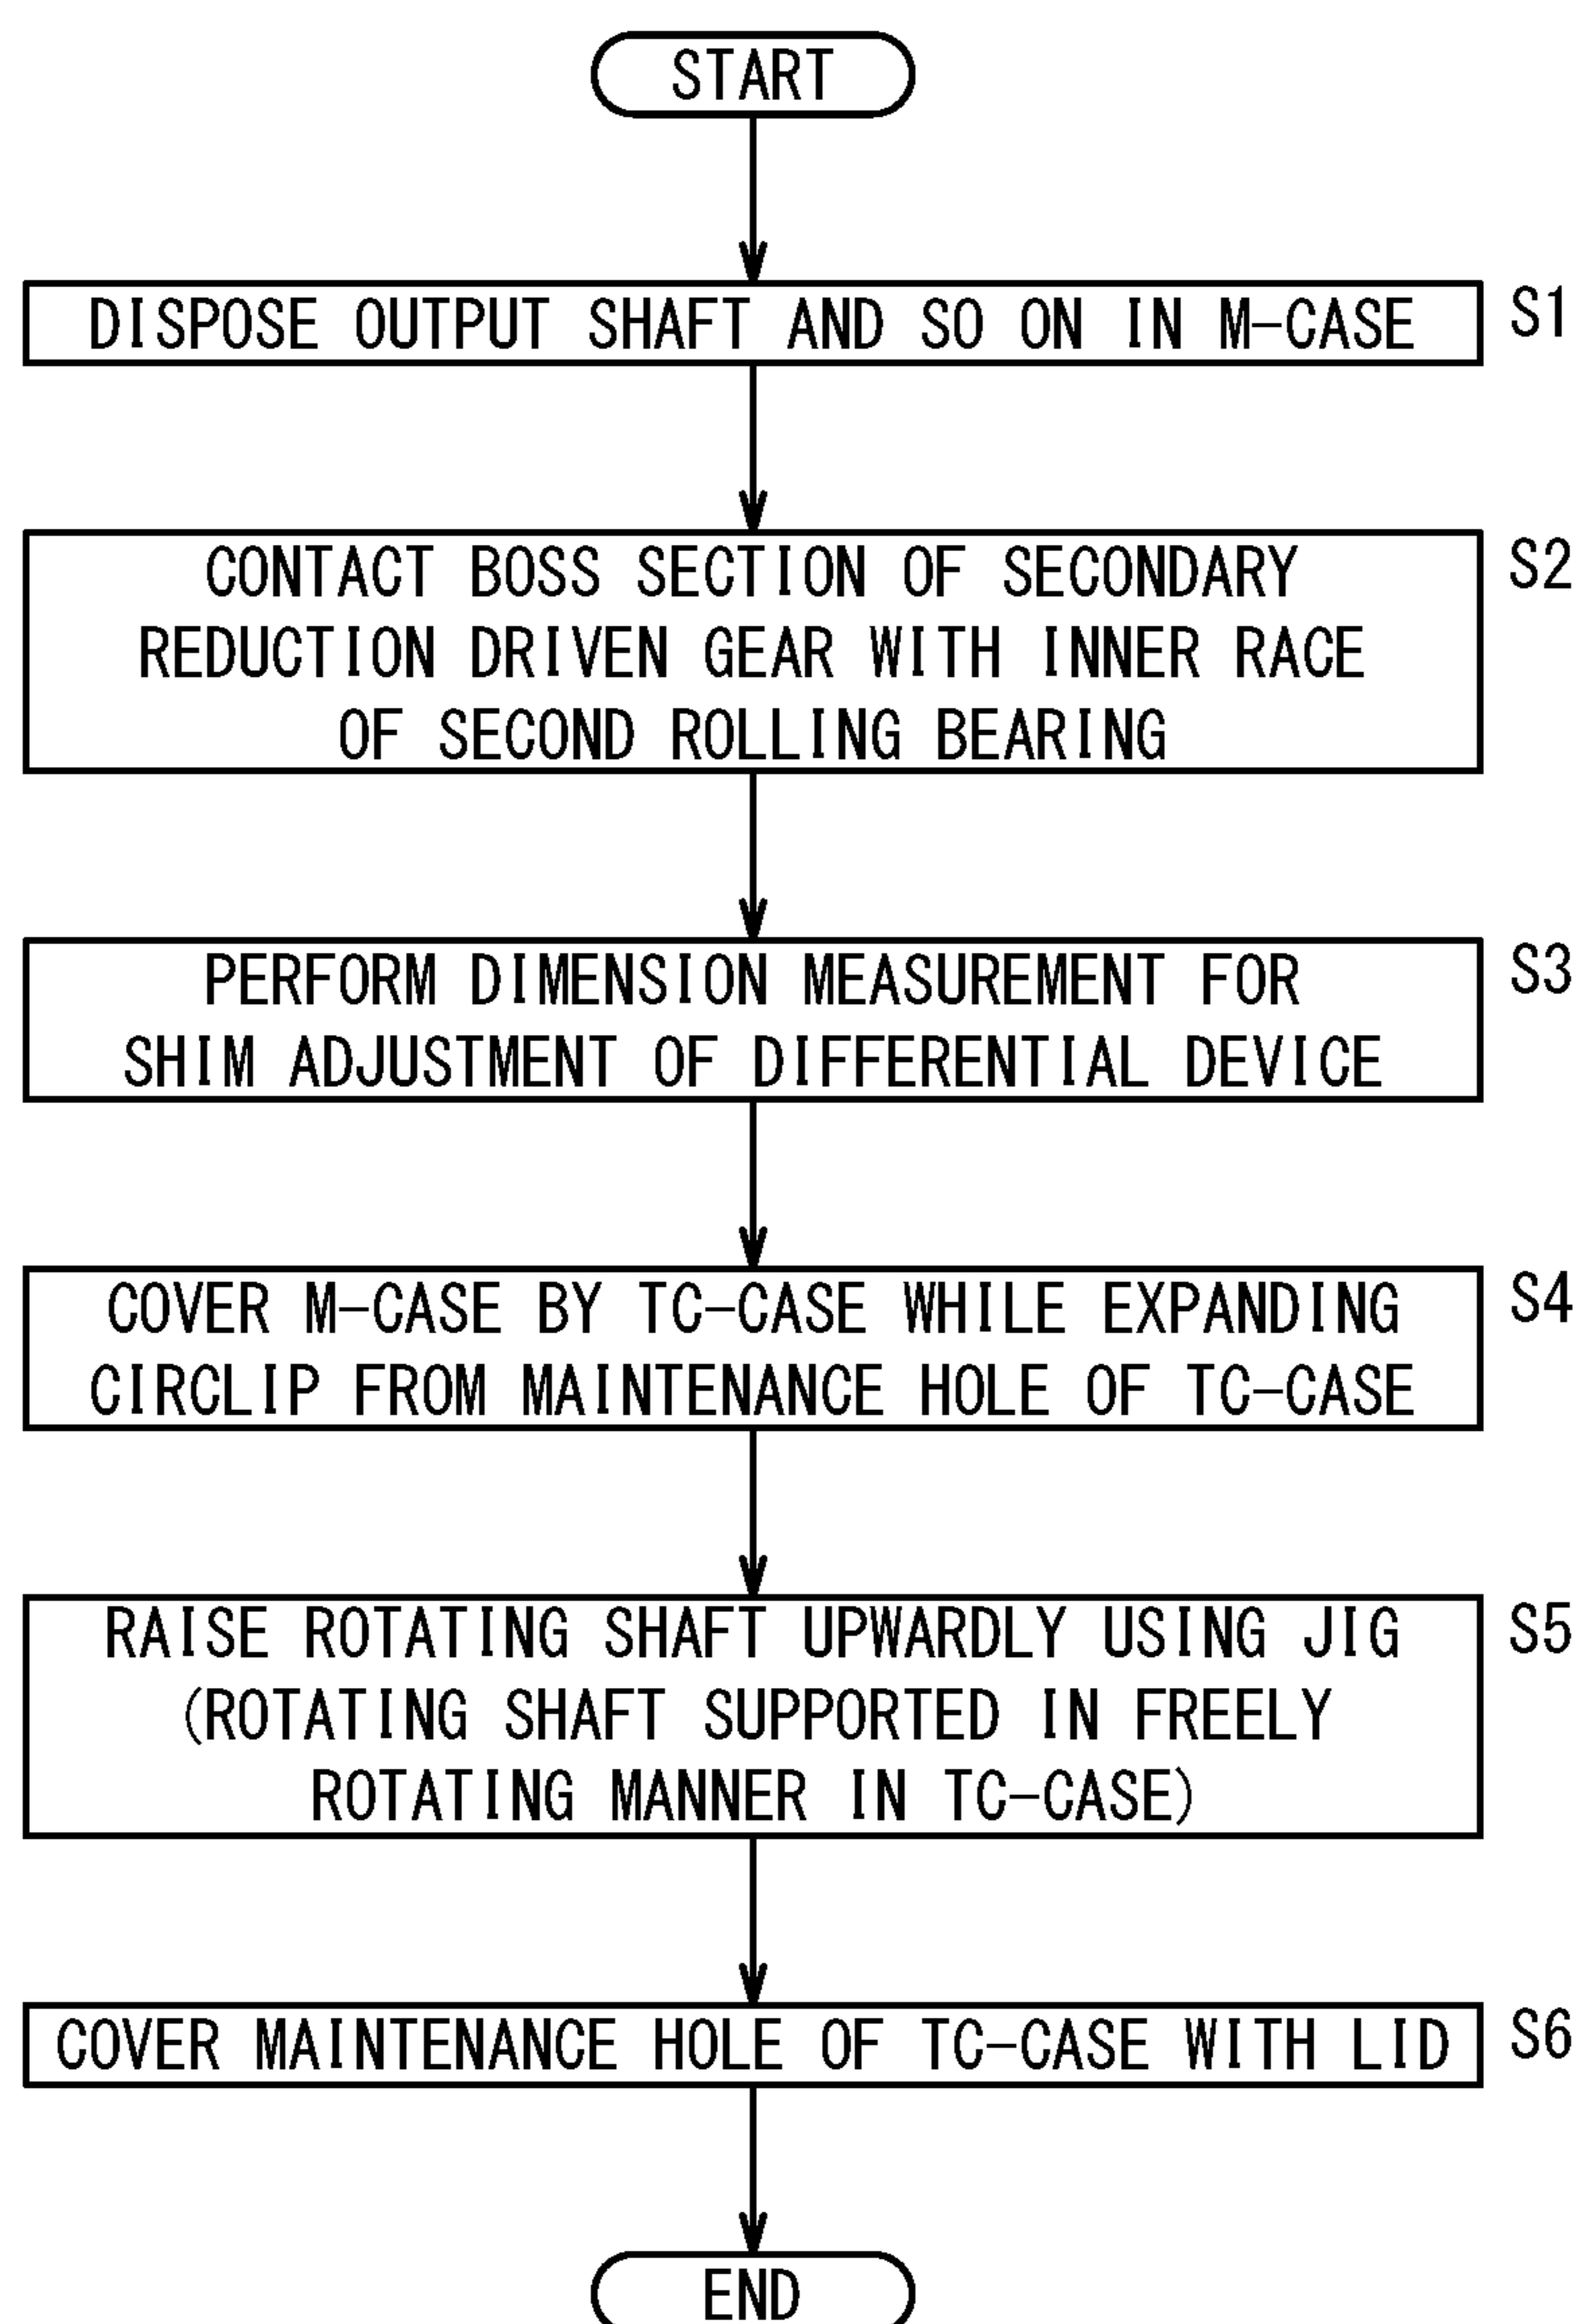 START
DISPOSE OUTPUT SHAFT AND SO ON IN M-CASE
S1
CONTACT BOSS SECTION OF SECONDARY
REDUCTION DRIVEN GEAR WITH INNER RACE
OF SECOND ROLLING BEARING
S2
PERFORM DIMENSION MEASUREMENT FOR
SHIM ADJUSTMENT OF DIFFERENTIAL DEVICE
S3
COVER M-CASE BY TC-CASE WHILE EXPANDING
CIRCLIP FROM MAINTENANCE HOLE OF TC-CASE
S4
RAISE ROTATING SHAFT UPWARDLY USING JIG
(ROTATING SHAFT SUPPORTED IN FREELY
ROTATING MANNER IN TC-CASE)
S5
COVER MAINTENANCE HOLE OF TC-CASE WITH LID
S6
END